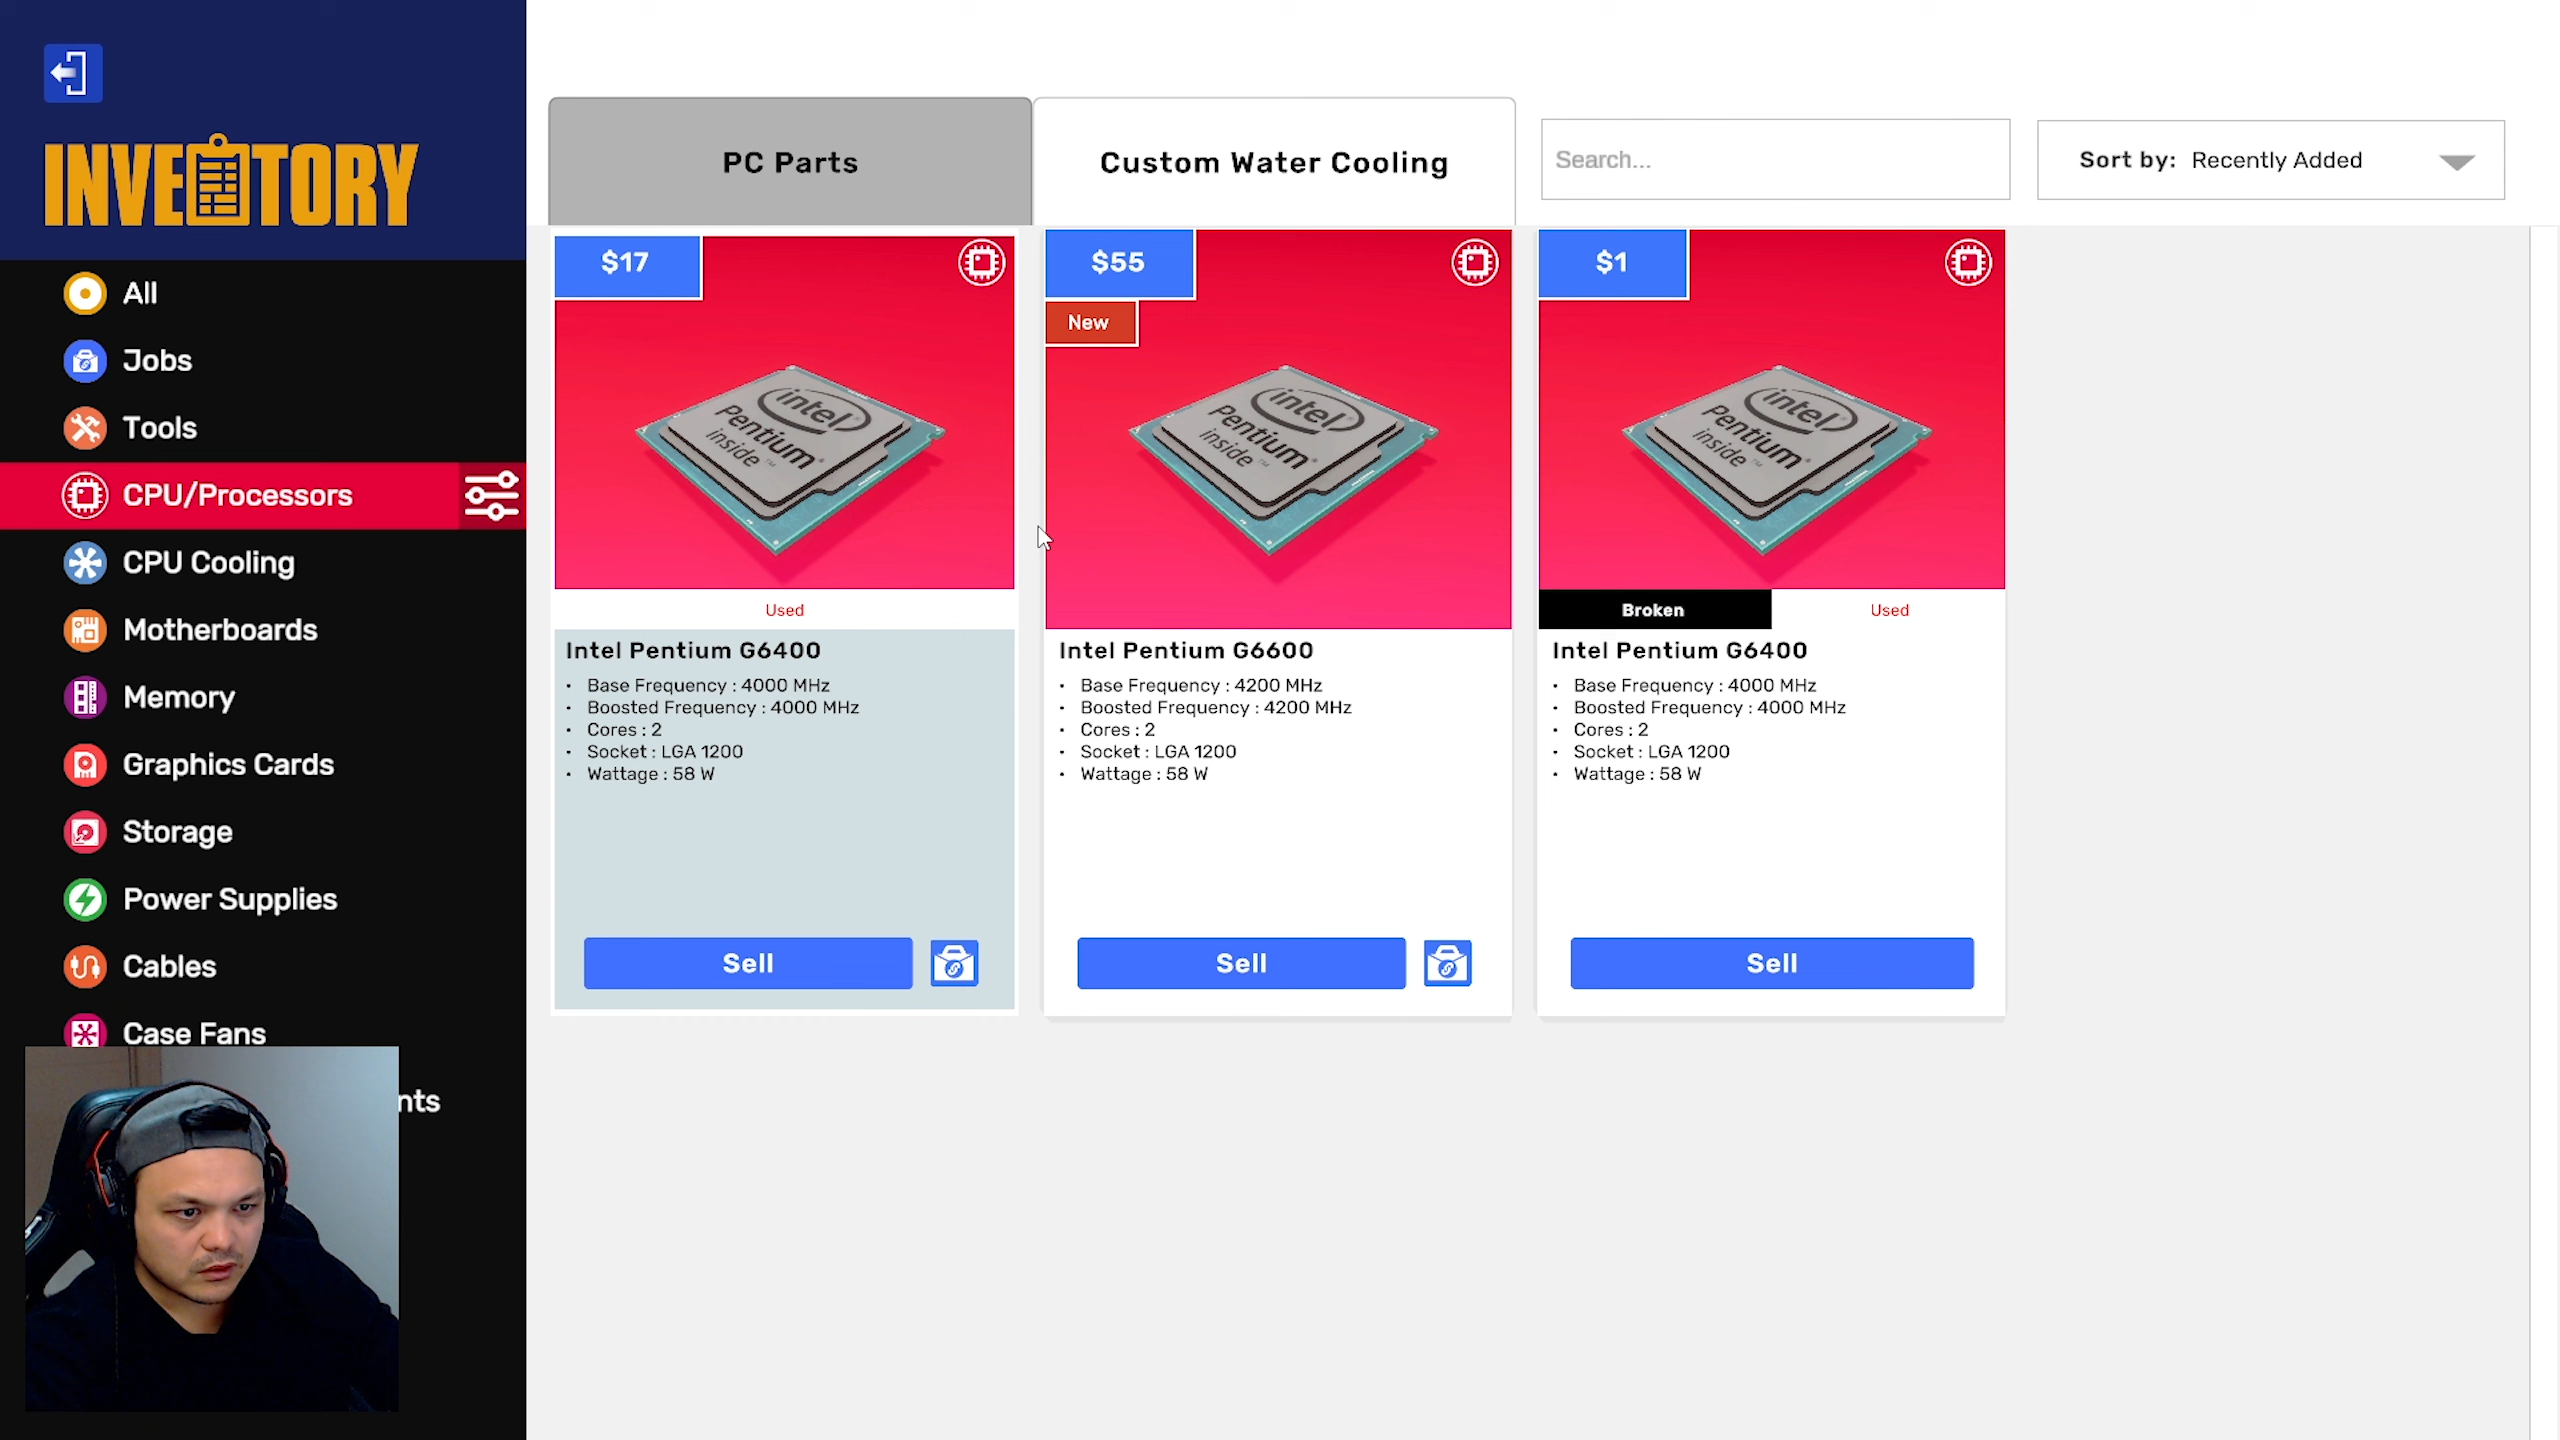 INVENTORY
All
Jobs
Tools
CPU/Processors
CPU Cooling
Motherboards
Memory
Graphics Cards
Storage
Power Supplies
Cables
Case Fans
nts
PC Parts
Custom Water Cooling
Search...
Sort by: Recently Added
$17
intel
Pentium
inside™
Used
Intel Pentium G6400
• Base Frequency : 4000 MHz
• Boosted Frequency : 4000 MHz
• Cores : 2
• Socket : LGA 1200
• Wattage : 58 W
Sell
$55
New
intel
Pentium
inside™
Intel Pentium G6600
• Base Frequency : 4200 MHz
• Boosted Frequency : 4200 MHz
• Cores : 2
• Socket : LGA 1200
• Wattage : 58 W
Sell
$1
intel
Pentium
inside™
Broken
Used
Intel Pentium G6400
• Base Frequency : 4000 MHz
• Boosted Frequency : 4000 MHz
• Cores : 2
• Socket : LGA 1200
• Wattage : 58 W
Sell